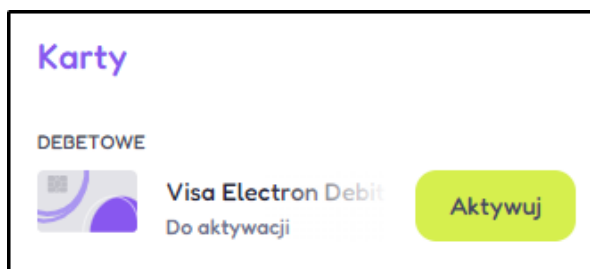 Karty
DEBETOWE
Visa Electron Debit
Do aktywacji
Aktywuj